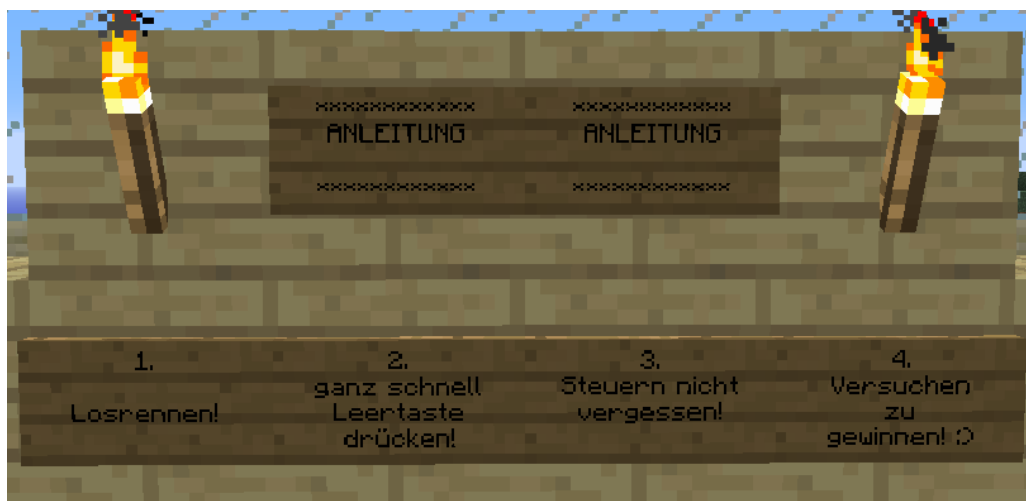 xxxxxxxxxxxx
ANLEITUNG
xxxxxxxxxxxx
xxxxxxxxxxxx
ANLEITUNG
xxxxxxxxxxxx
1.
Losrennen!
2.
ganz schnell
Leertaste
drücken!
3.
Steuern nicht
vergessen!
4.
Versuchen
zu
gewinnen! :)